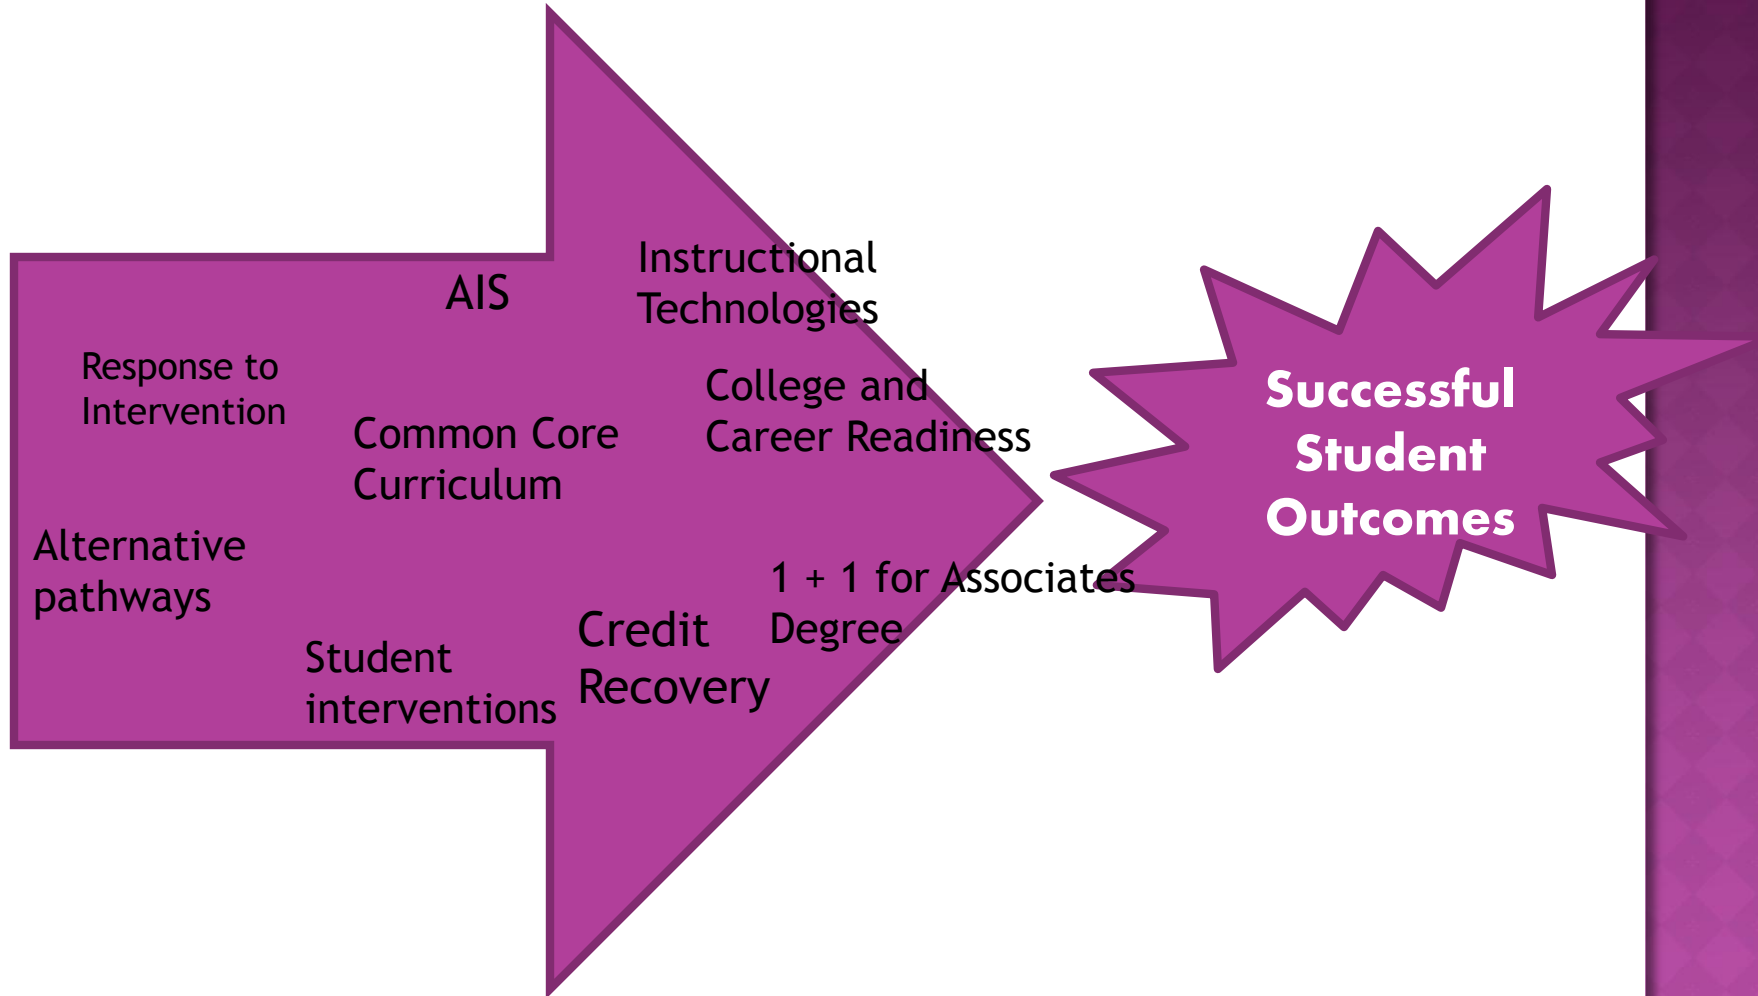 AIS
Instructional
Technologies
Response to
Intervention
Common Core
Curriculum
College and
Career Readiness
Alternative
pathways
Student
interventions
Credit
Recovery
1 + 1 for Associates
Degree
Successful
Student
Outcomes